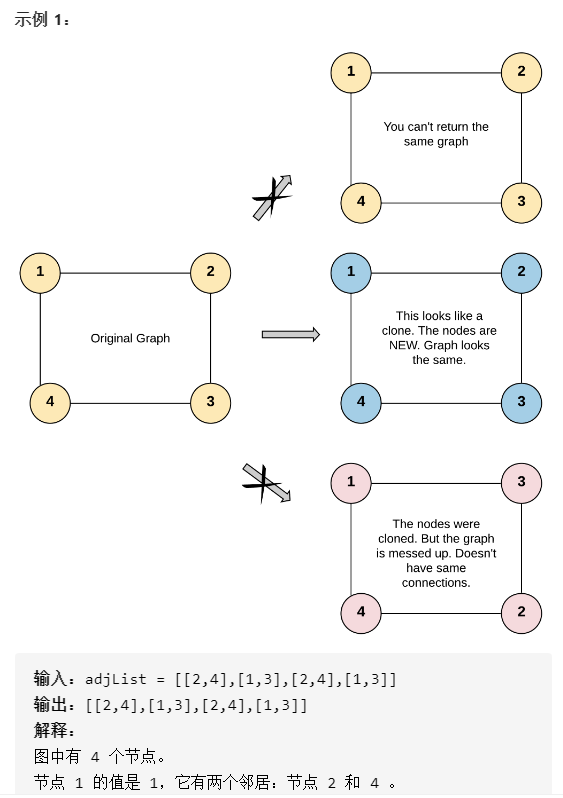 示例 1：
1
2
You can't return the
same graph
4
3
1
2
Original Graph
4
3
1
2
This looks like a
clone. The nodes are
NEW. Graph looks
the same.
4
3
1
3
The nodes were
cloned. But the graph
is messed up. Doesn't
have same
connections.
4
2
输入：adjList = [[2,4],[1,3],[2,4],[1,3]]
输出：[[2,4],[1,3],[2,4],[1,3]]
解释：
图中有 4 个节点。
节点 1 的值是 1，它有两个邻居：节点 2 和 4 。